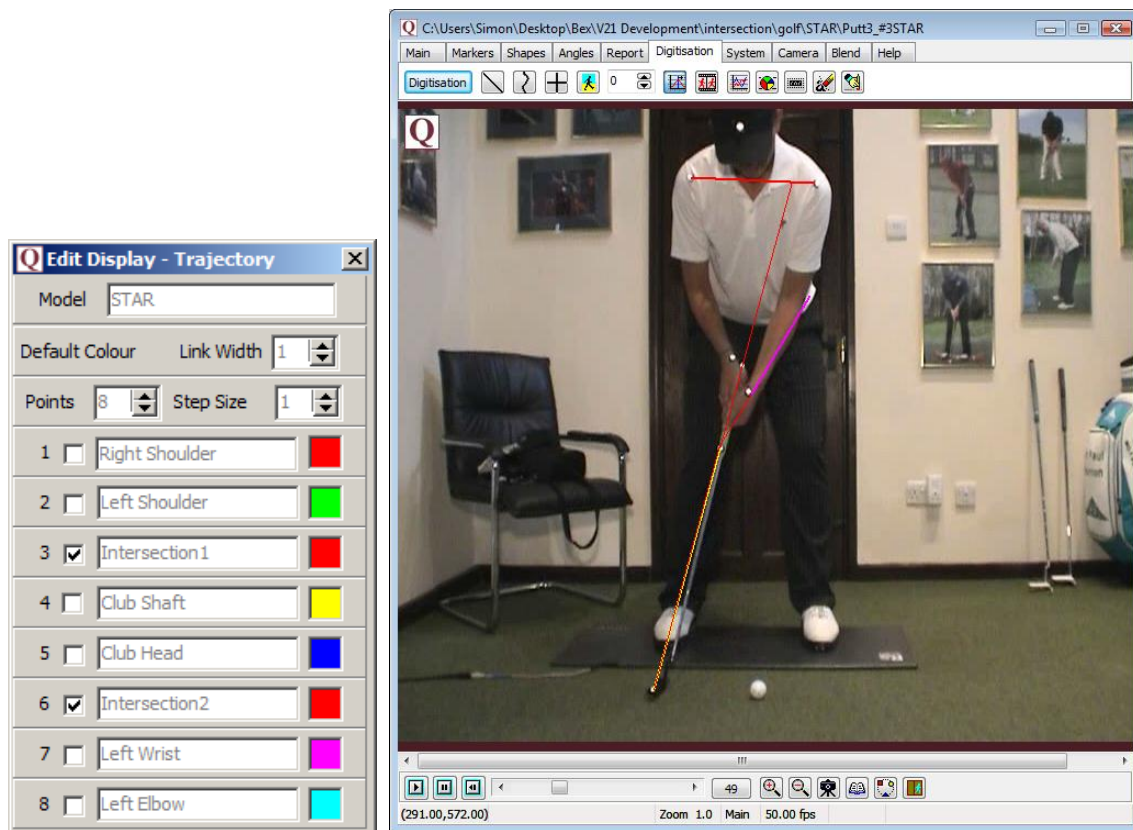 Q Edit Display - Trajectory
Model STAR
Default Colour Link Width 1
Points 8 Step Size 1
1 Right Shoulder
2 Left Shoulder
3 Intersection1
4 Club Shaft
5 Club Head
6 Intersection2
7 Left Wrist
8 Left Elbow
Q C:\Users\Simon\Desktop\Bex\V21 Development\intersection\golf\STAR\Putt3_#3STAR
Main Markers Shapes Angles Report Digitisation System Camera Blend Help
Digitisation 0
Q
49
(291.00,572.00) Zoom 1.0 Main 50.00 fps